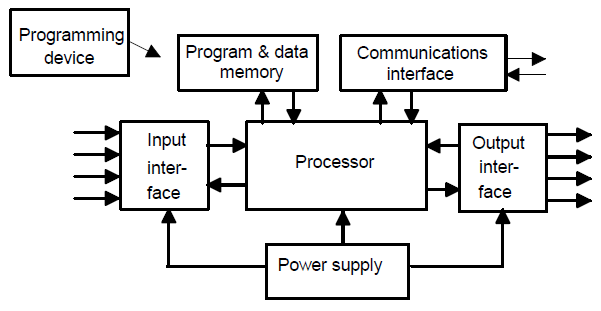 Programming
device
Program & data
memory
Communications
interface
Input
inter-
face
Processor
Output
inter-
face
Power supply